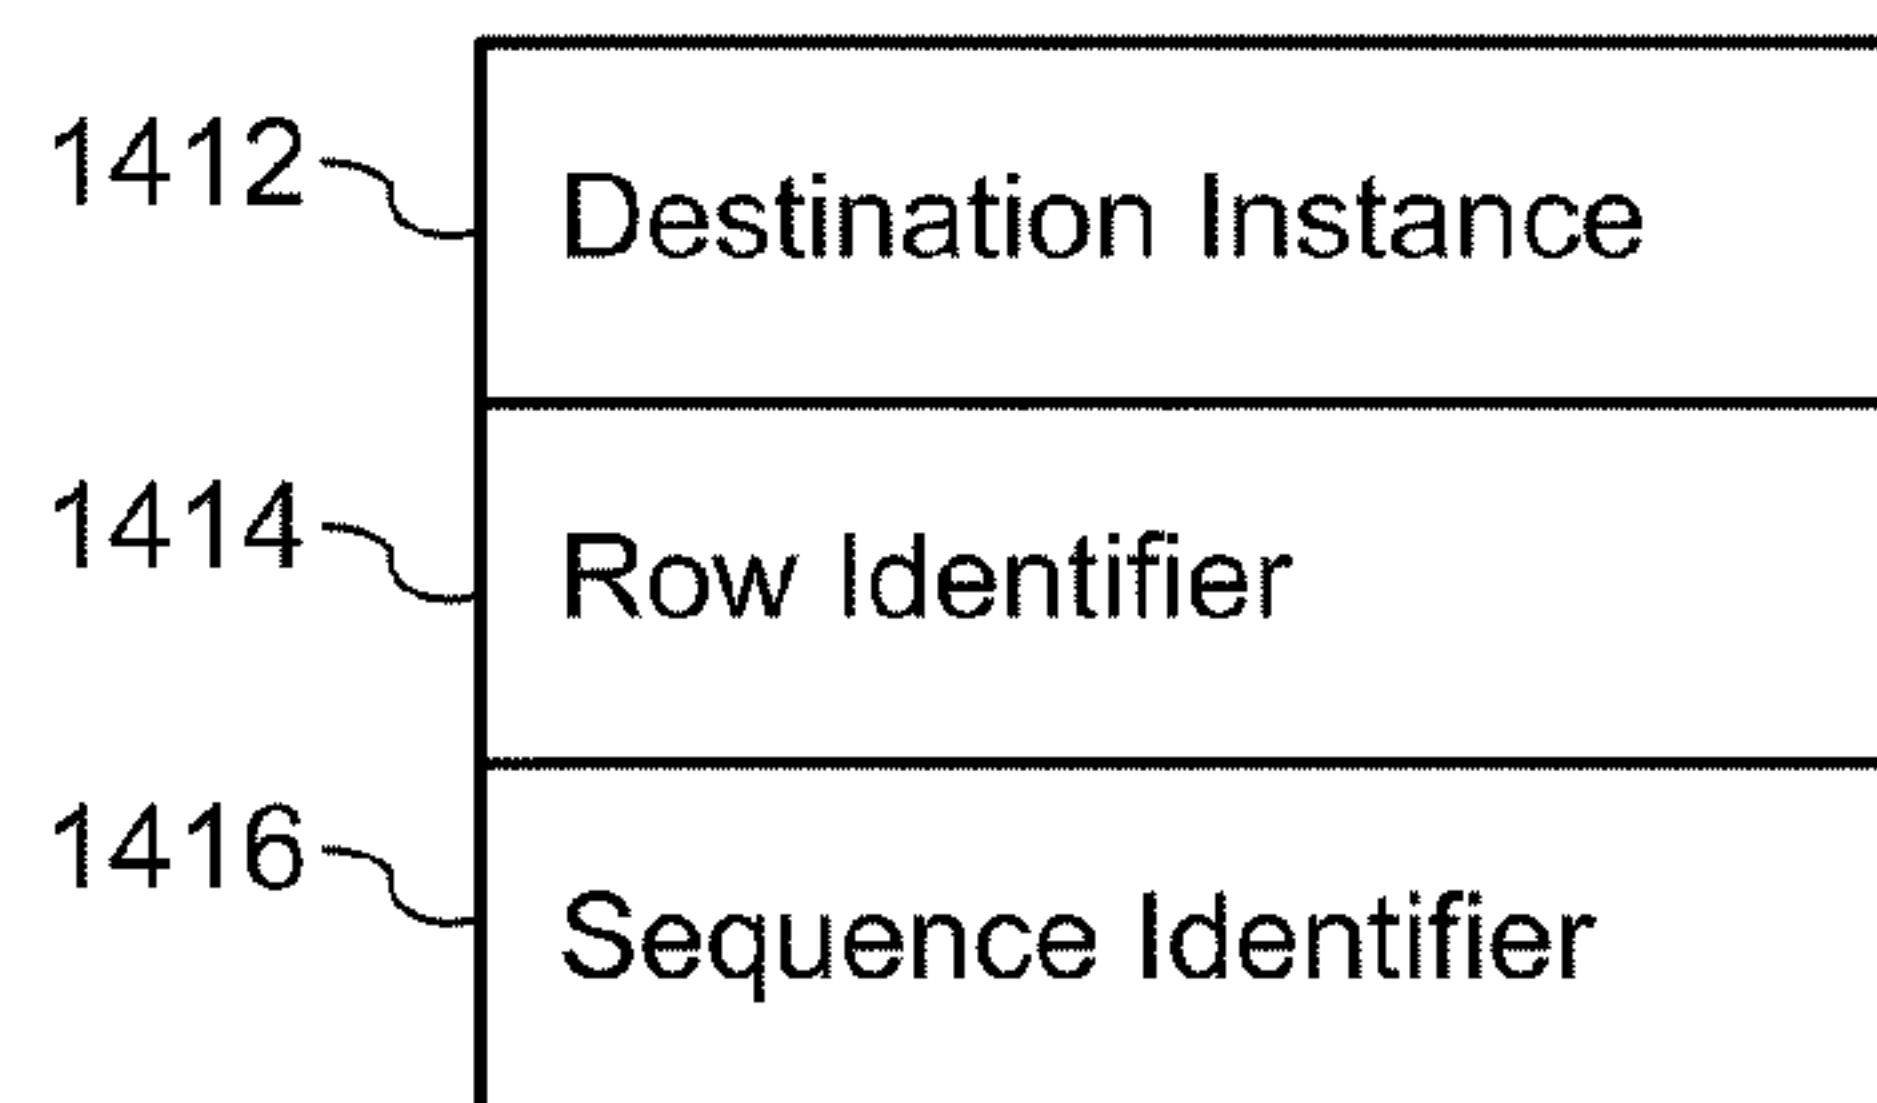 1412 Destination Instance
1414 Row Identifier
1416 Sequence Identifier